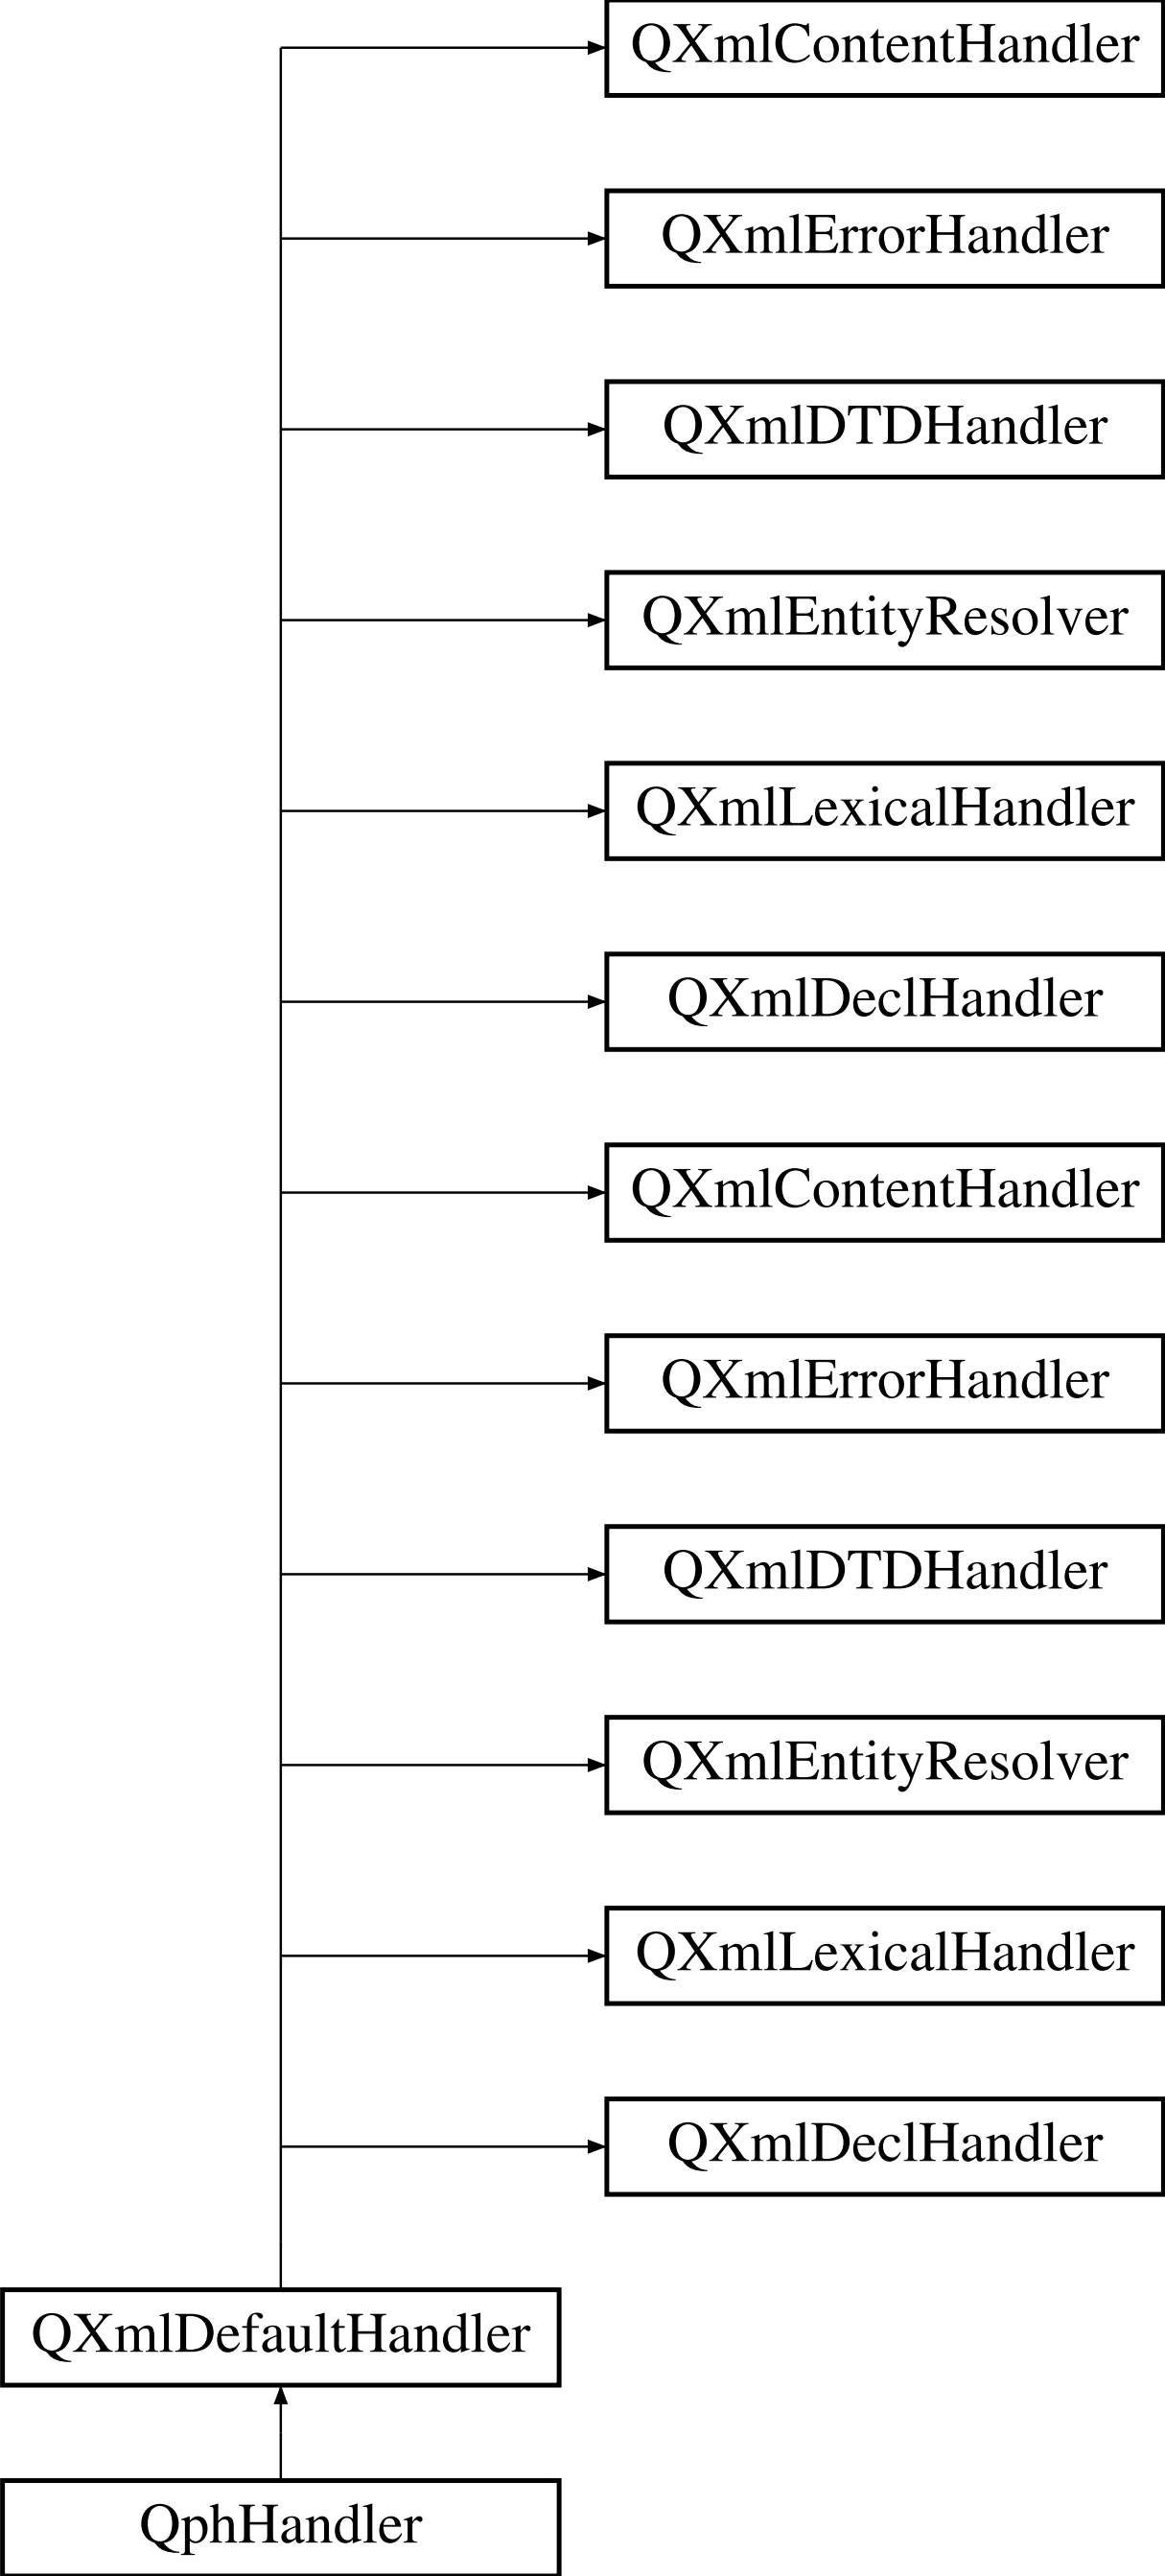 QXmlContentHandler
QXmlErrorHandler
QXmlDTDHandler
QXmlEntityResolver
QXmlLexicalHandler
QXmlDeclHandler
QXmlContentHandler
QXmlErrorHandler
QXmlDTDHandler
QXmlEntityResolver
QXmlLexicalHandler
QXmlDeclHandler
QXmlDefaultHandler
QphHandler